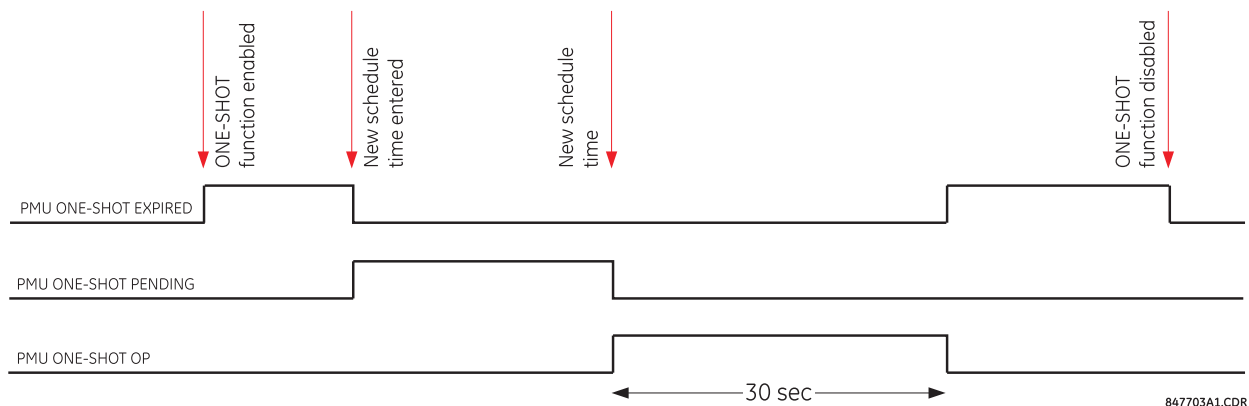 ONE-SHOT
function enabled
New schedule
time entered
New schedule
time
ONE-SHOT
function disabled
PMU ONE-SHOT EXPIRED
PMU ONE-SHOT PENDING
PMU ONE-SHOT OP
30 sec
847703A1.CDR